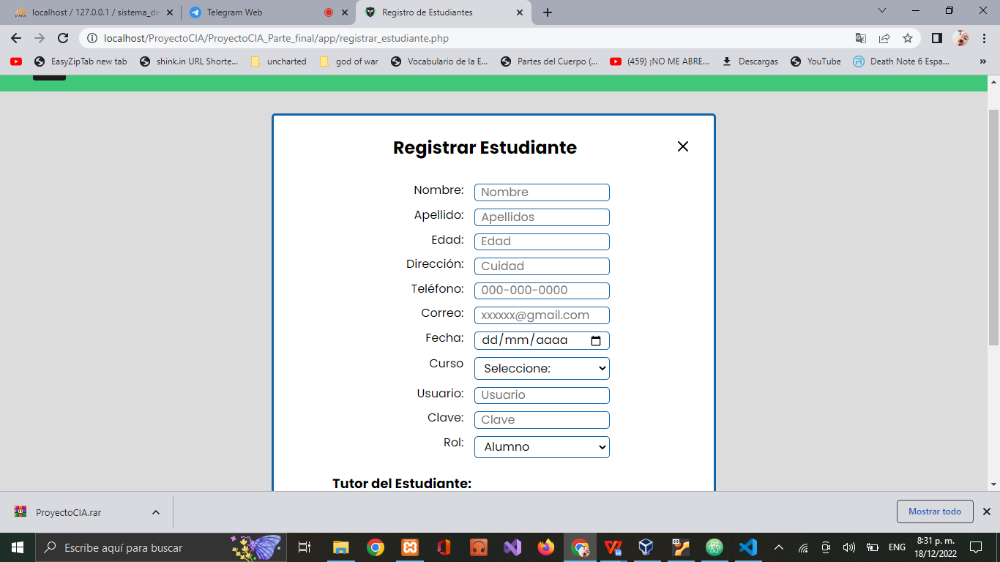 localhost / 127.0.0.1 / sistema_de
Telegram Web
Registro de Estudiantes
localhost/ProyectoCIA/ProyectoCIA_Parte_final/app/registrar_estudiante.php
EasyZipTab new tab
shink.in URL Shorte...
uncharted
god of war
Vocabulario de la E...
Partes del Cuerpo (...
(459) ¡NO ME ABRE...
Descargas
YouTube
Death Note 6 Espa...
»
Registrar Estudiante
Nombre: Nombre
Apellido: Apellidos
Edad: Edad
Dirección: Cuidad
Teléfono: 000-000-0000
Correo: xxxxxx@gmail.com
Fecha: dd/mm/aaaa
Curso Seleccione:
Usuario: Usuario
Clave: Clave
Rol: Alumno
Tutor del Estudiante:
ProyectoCIA.rar
Mostrar todo
Escribe aquí para buscar
ENG
8:31 p. m.
18/12/2022